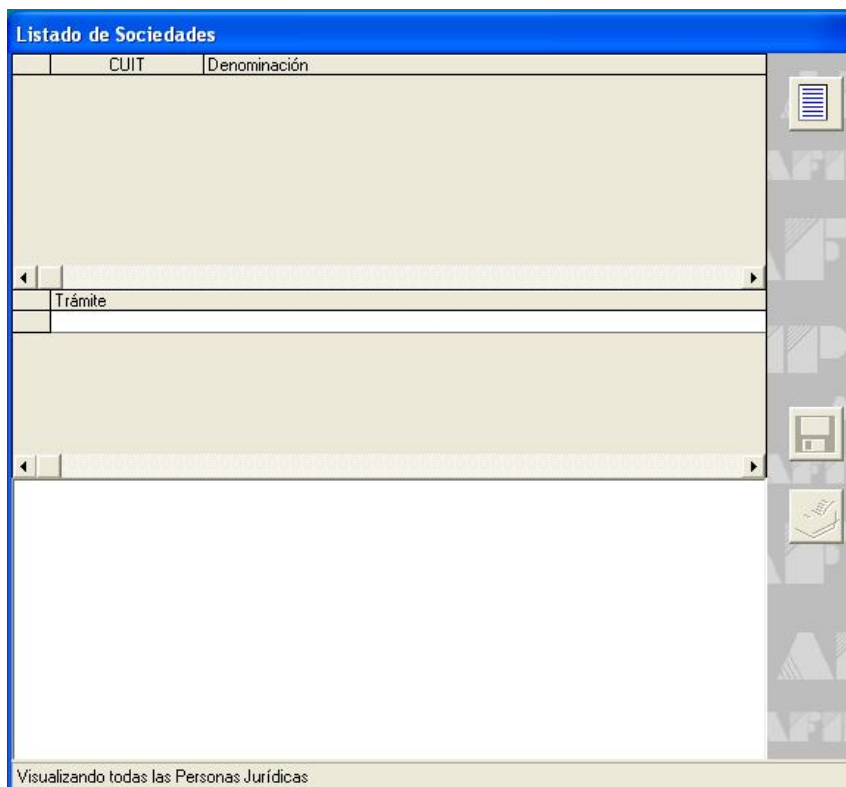 Listado de Sociedades
CUIT Denominación
Trámite
Visualizando todas las Personas Jurídicas